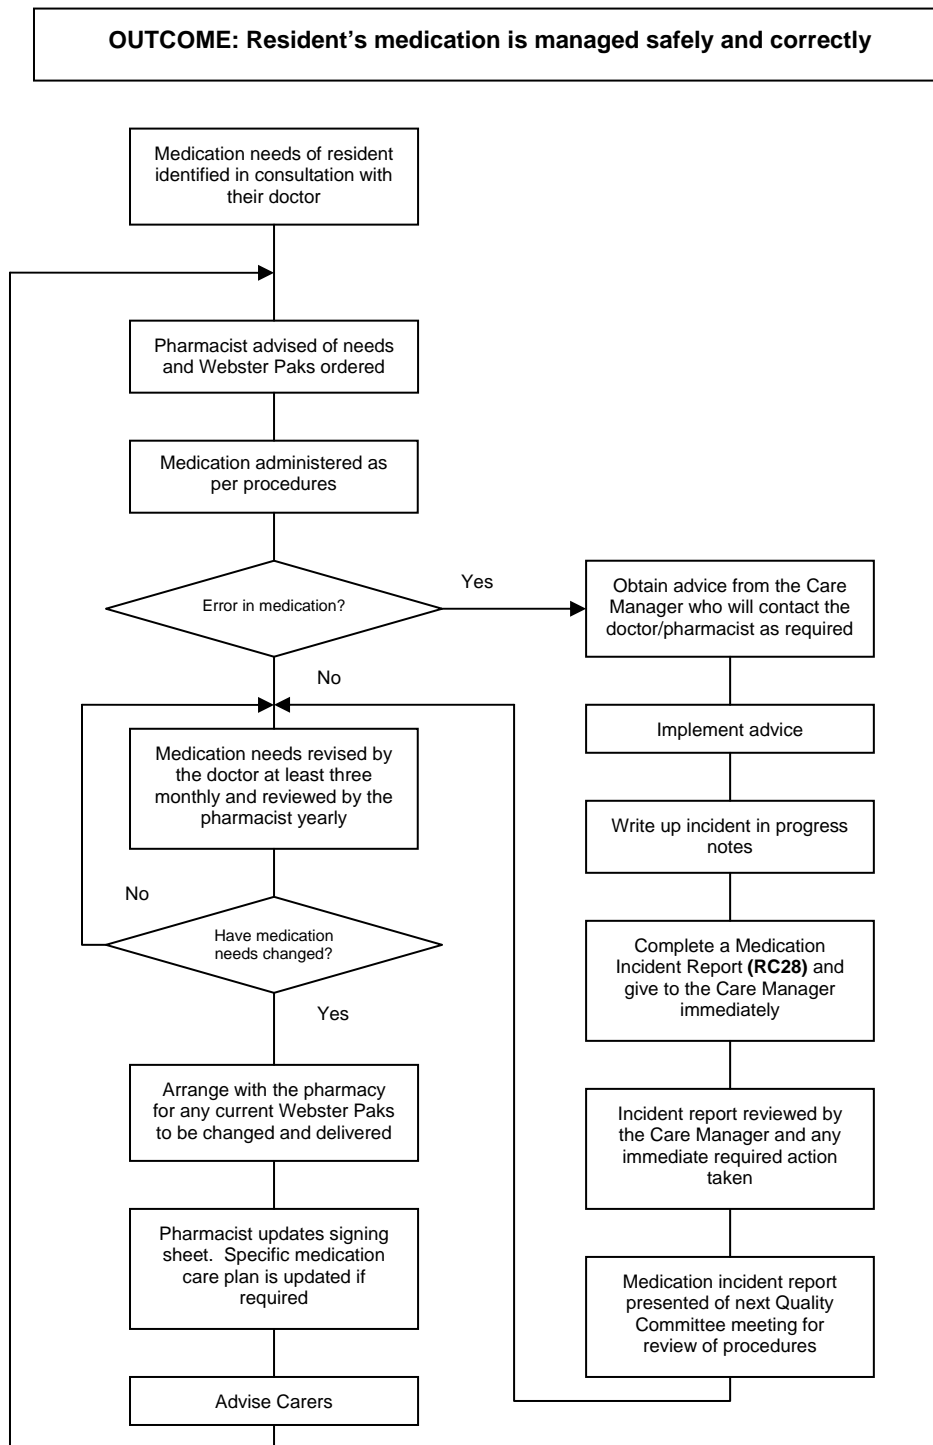 OUTCOME: Resident's medication is managed safely and correctly
Medication needs of resident
identified in consultation with
their doctor
Pharmacist advised of needs
and Webster Paks ordered
Medication administered as
per procedures
Error in medication?
Yes
No
Obtain advice from the Care
Manager who will contact the
doctor/pharmacist as required
Implement advice
Write up incident in progress
notes
Complete a Medication
Incident Report (RC28) and
give to the Care Manager
immediately
Incident report reviewed by
the Care Manager and any
immediate required action
taken
Medication incident report
presented of next Quality
Committee meeting for
review of procedures
Medication needs revised by
the doctor at least three
monthly and reviewed by the
pharmacist yearly
No
Have medication
needs changed?
Yes
Arrange with the pharmacy
for any current Webster Paks
to be changed and delivered
Pharmacist updates signing
sheet.  Specific medication
care plan is updated if
required
Advise Carers